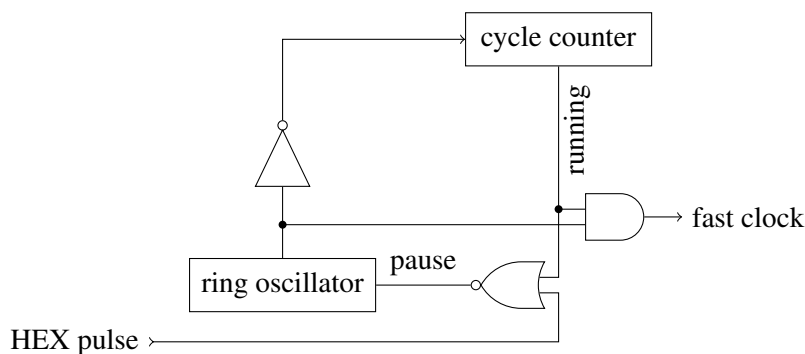 cycle counter
running
fast clock
pause
ring oscillator
HEX pulse